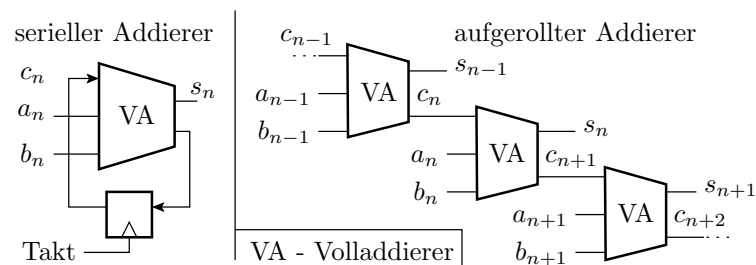 serieller Addierer
c_n
a_n
b_n
VA
s_n
Takt
aufgerollter Addierer
c_{n-1}
a_{n-1}
b_{n-1}
VA
s_{n-1}
c_n
a_n
b_n
VA
s_n
c_{n+1}
a_{n+1}
b_{n+1}
VA
s_{n+1}
c_{n+2}
VA - Volladdierer